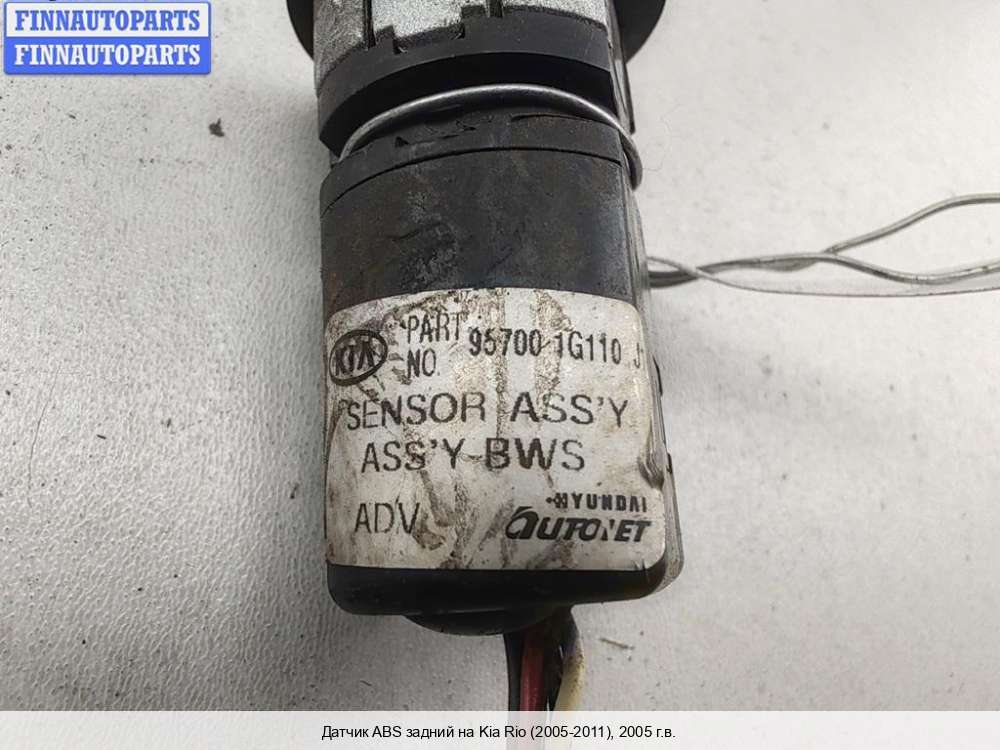 FINNAUTOPARTS
FINNAUTOPARTS
KIA
PART NO. 95700-1G110
SENSOR ASS'Y
ASS'Y-BWS
ADV.
HYUNDAI
AUTONET
Датчик ABS задний на Kia Rio (2005-2011), 2005 г.в.